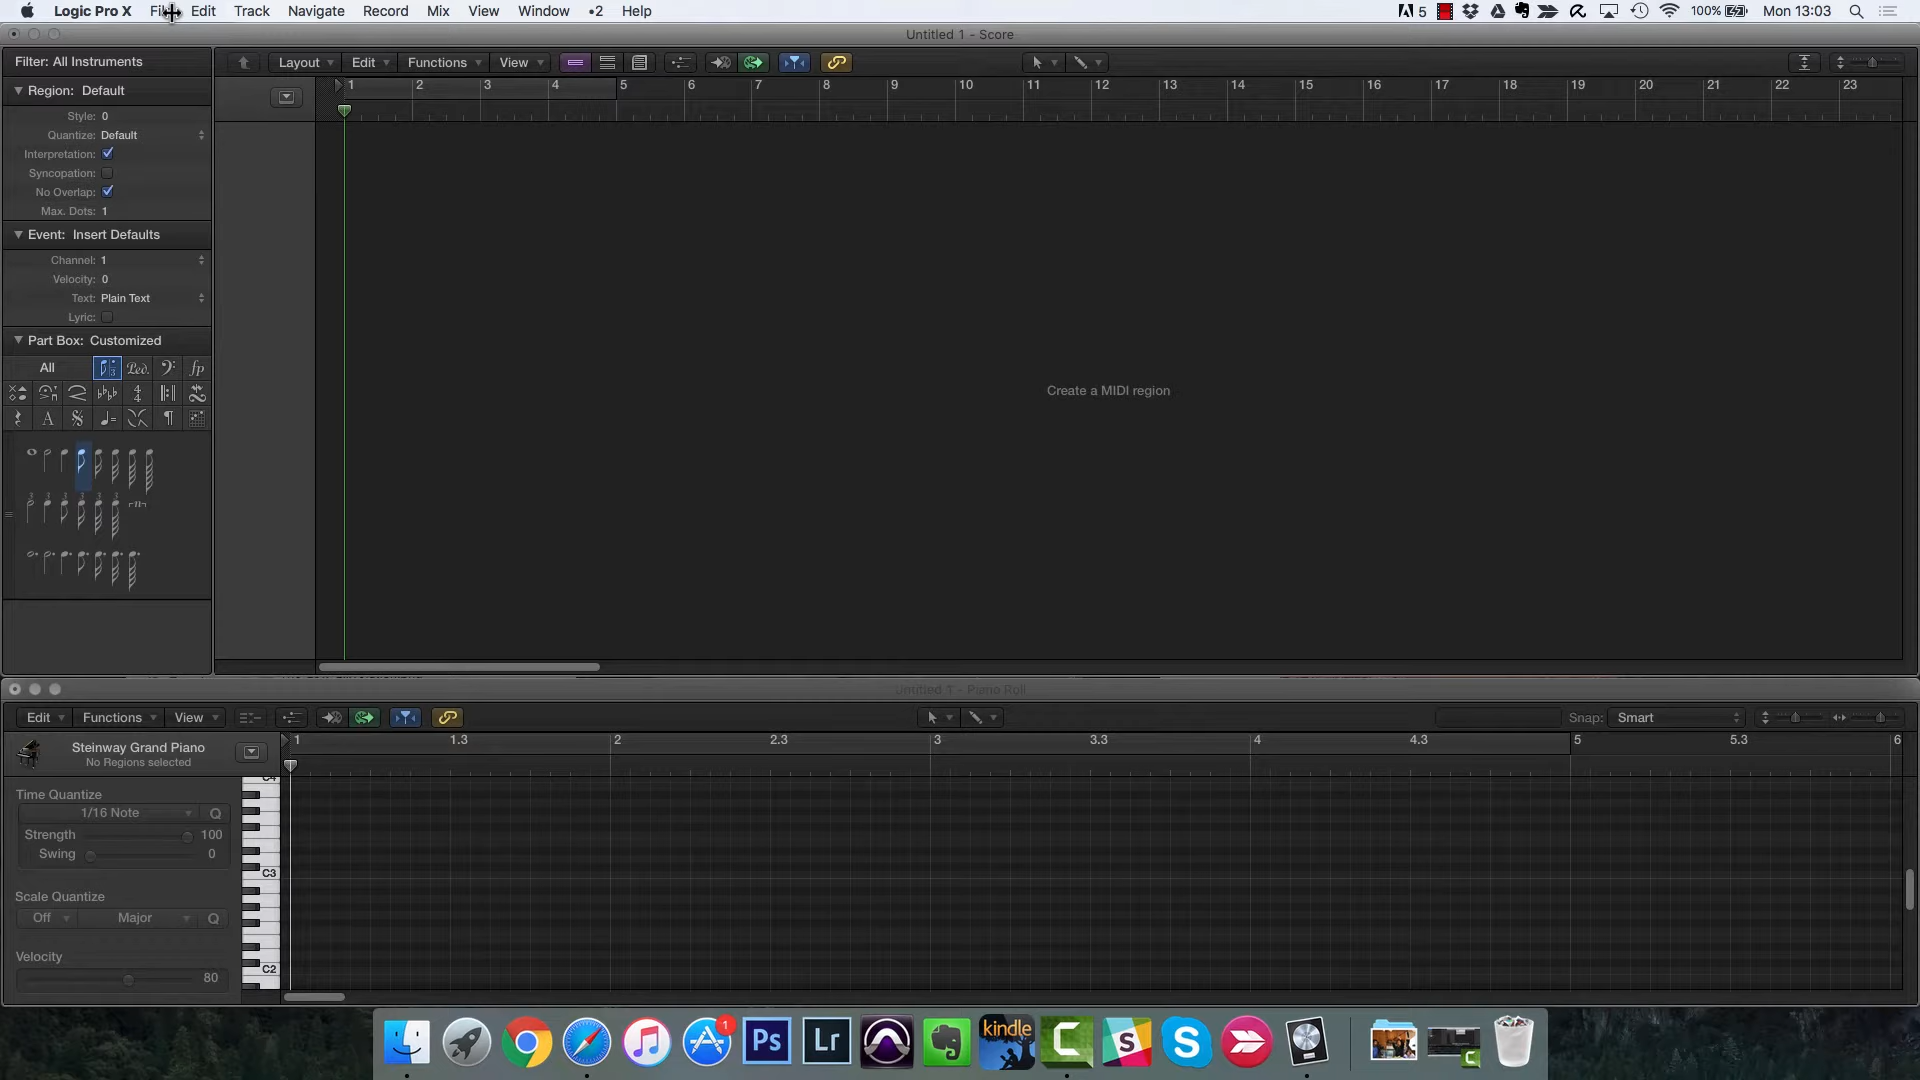 Logic Pro X Edit Track Navigate Record Mix View Window •2 Help 5 100% Mon 13:03
Untitled 1 - Score
Filter: All Instruments Layout Edit Functions View
Region: Default
Style: 0
Quantize: Default
Interpretation:
Syncopation:
No Overlap:
Max. Dots: 1
1 2 3 4 5 6 7 8 9 10 11 12 13 14 15 16 17 18 19 20 21 22 23
Event: Insert Defaults
Channel: 1
Velocity: 0
Text: Plain Text
Lyric:
Part Box: Customized
All
Create a MIDI region
Untitled 1 - Piano Roll
Edit Functions View Snap: Smart
Steinway Grand Piano
No Regions selected
1 1.3 2 2.3 3 3.3 4 4.3 5 5.3 6
Time Quantize
1/16 Note Q
Strength 100
Swing 0
Scale Quantize
Off Major Q
Velocity
80
C4
C3
C2
1
Ps
Lr
kindle